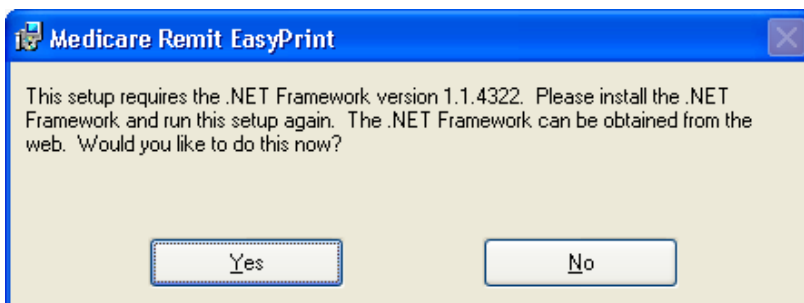 Medicare Remit EasyPrint
This setup requires the .NET Framework version 1.1.4322.  Please install the .NET
Framework and run this setup again.  The .NET Framework can be obtained from the
web.  Would you like to do this now?
Yes
No